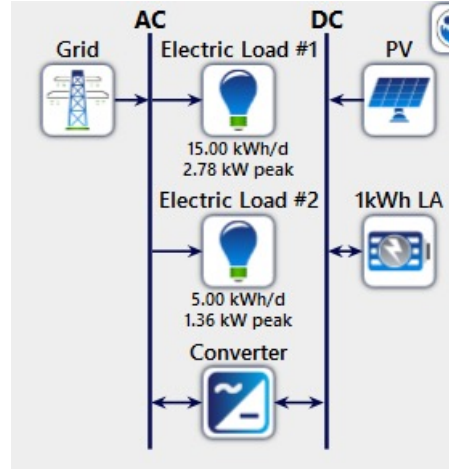 AC DC
Grid Electric Load #1 PV
15.00 kWh/d
2.78 kW peak
Electric Load #2 1kWh LA
5.00 kWh/d
1.36 kW peak
Converter